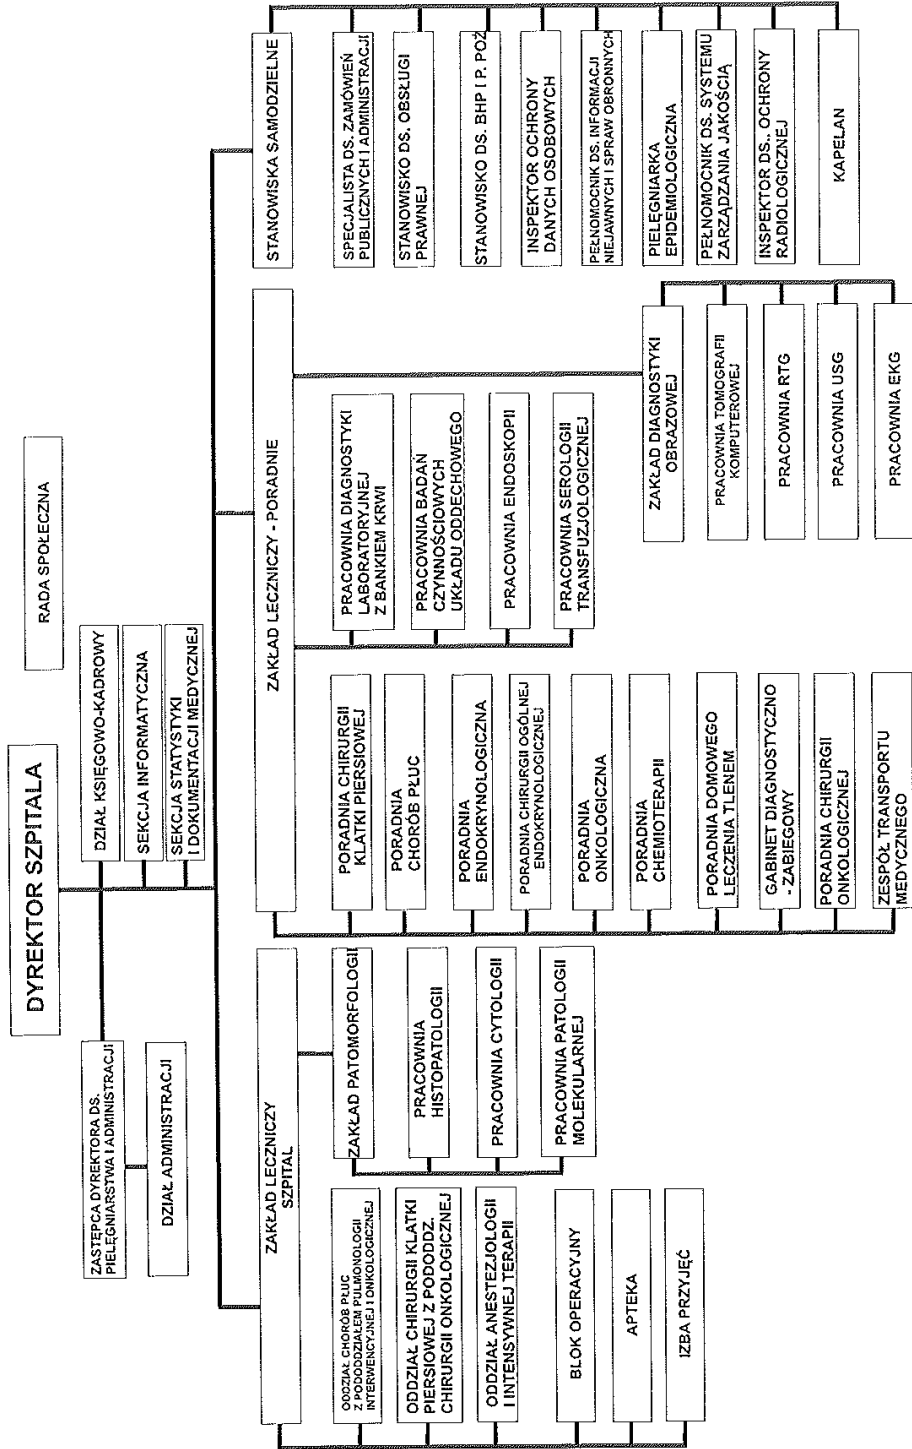 DYREKTOR SZPITALA
RADA SPOŁECZNA
ZASTĘPCA DYREKTORA DS.
PIELĘGNIARSTWA I ADMINISTRACJI
DZIAŁ ADMINISTRACJI
DZIAŁ KSIĘGOWO-KADROWY
SEKCJA INFORMATYCZNA
SEKCJA STATYSTYKI
I DOKUMENTACJI MEDYCZNEJ
ZAKŁAD LECZNICZY
SZPITAL
ODDZIAŁ CHORÓB PŁUC
Z PODODDZIAŁEM PULMONOLOGII
INTERWENCYJNEJ I ONKOLOGICZNEJ
ODDZIAŁ CHIRURGII KLATKI
PIERSIOWEJ Z PODODDZ.
CHIRURGII ONKOLOGICZNEJ
ODDZIAŁ ANESTEZJOLOGII
I INTENSYWNEJ TERAPII
BLOK OPERACYJNY
APTEKA
IZBA PRZYJĘĆ
ZAKŁAD PATOMORFOLOGII
PRACOWNIA
HISTOPATOLOGII
PRACOWNIA CYTOLOGII
PRACOWNIA PATOLOGII
MOLEKULARNEJ
ZAKŁAD LECZNICZY - PORADNIE
PORADNIA CHIRURGII
KLATKI PIERSIOWEJ
PORADNIA
CHORÓB PŁUC
PORADNIA
ENDOKRYNOLOGICZNA
PORADNIA CHIRURGII OGÓLNEJ
ENDOKRYNOLOGICZNEJ
PORADNIA
ONKOLOGICZNA
PORADNIA
CHEMIOTERAPII
PORADNIA DOMOWEGO
LECZENIA TLENEM
GABINET DIAGNOSTYCZNO
- ZABIEGOWY
PORADNIA CHIRURGII
ONKOLOGICZNEJ
ZESPÓŁ TRANSPORTU
MEDYCZNEGO
PRACOWNIA DIAGNOSTYKI
LABORATORYJNEJ
Z BANKIEM KRWI
PRACOWNIA BADAN
CZYNNOŚCIOWYCH
UKŁADU ODDECHOWEGO
PRACOWNIA ENDOSKOPII
PRACOWNIA SEROLOGII
TRANSFUZJOLOGICZNEJ
ZAKŁAD DIAGNOSTYKI
OBRAZOWEJ
PRACOWNIA TOMOGRAFII
KOMPUTEROWEJ
PRACOWNIA RTG
PRACOWNIA USG
PRACOWNIA EKG
STANOWISKA SAMODZIELNE
SPECJALISTA DS. ZAMÓWIEŃ
PUBLICZNYCH I ADMINISTRACJI
STANOWISKO DS. OBSŁUGI
PRAWNEJ
STANOWISKO DS. BHP I P. POŻ
INSPEKTOR OCHRONY
DANYCH OSOBOWYCH
PEŁNOMOCNIK DS. INFORMACJI
NIEJAWNYCH I SPRAW OBRONNYCH
PIELĘGNIARKA
EPIDEMIOLOGICZNA
PEŁNOMOCNIK DS. SYSTEMU
ZARZĄDZANIA JAKOŚCIĄ
INSPEKTOR DS.. OCHRONY
RADIOLOGICZNEJ
KAPELAN